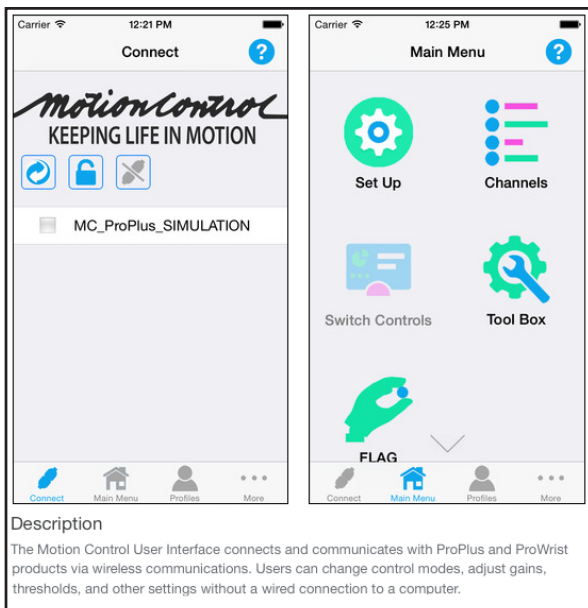 Carrier 12:21 PM
Connect ?
MotionControl
KEEPING LIFE IN MOTION
MC_ProPlus_SIMULATION
Connect Main Menu Profiles More
Carrier 12:25 PM
Main Menu ?
Set Up Channels
Switch Controls Tool Box
FLAG
Connect Main Menu Profiles More
Description
The Motion Control User Interface connects and communicates with ProPlus and ProWrist
products via wireless communications. Users can change control modes, adjust gains,
thresholds, and other settings without a wired connection to a computer.